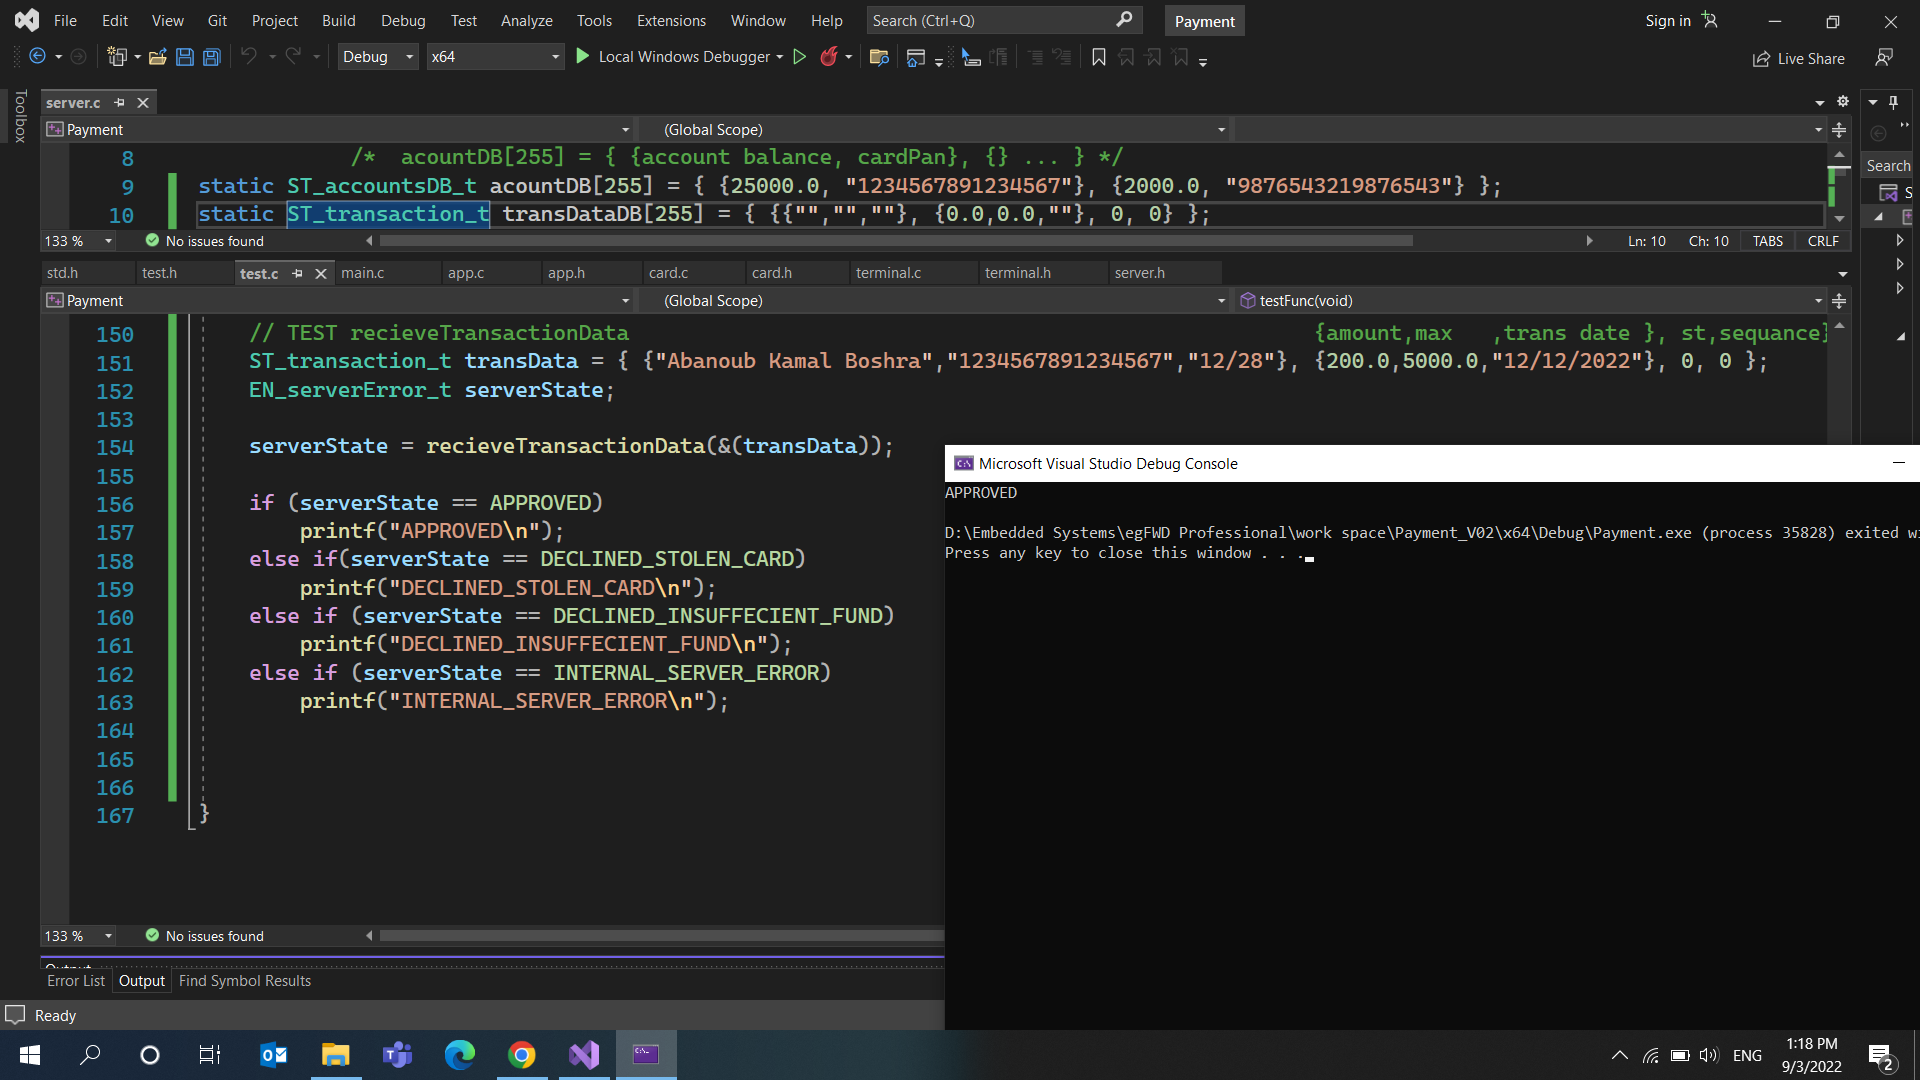 File Edit View Git Project Build Debug Test Analyze Tools Extensions Window Help Search (Ctrl+Q) Payment Sign in
Debug x64 Local Windows Debugger Live Share
Toolbox
server.c
Payment (Global Scope)
8 /* acountDB[255] = { {account balance, cardPan}, {} ... } */
9 static ST_accountsDB_t acountDB[255] = { {25000.0, "1234567891234567"}, {2000.0, "9876543219876543"} };
10 static ST_transaction_t transDataDB[255] = { {{"","",""}, {0.0,0.0,""}, 0, 0} };
Search
S
133 % No issues found Ln: 10 Ch: 10 TABS CRLF
std.h test.h test.c main.c app.c app.h card.c card.h terminal.c terminal.h server.h
Payment (Global Scope) testFunc(void)
150 // TEST recieveTransactionData {amount,max ,trans date }, st,sequance}
151 ST_transaction_t transData = { {"Abanoub Kamal Boshra","1234567891234567","12/28"}, {200.0,5000.0,"12/12/2022"}, 0, 0 };
152 EN_serverError_t serverState;
153
154 serverState = recieveTransactionData(&(transData));
155
156 if (serverState == APPROVED)
157 printf("APPROVED\n");
158 else if(serverState == DECLINED_STOLEN_CARD)
159 printf("DECLINED_STOLEN_CARD\n");
160 else if (serverState == DECLINED_INSUFFECIENT_FUND)
161 printf("DECLINED_INSUFFECIENT_FUND\n");
162 else if (serverState == INTERNAL_SERVER_ERROR)
163 printf("INTERNAL_SERVER_ERROR\n");
164
165
166
167 }
Microsoft Visual Studio Debug Console
APPROVED
D:\Embedded Systems\egFWD Professional\work space\Payment_V02\x64\Debug\Payment.exe (process 35828) exited wi
Press any key to close this window . . .
133 % No issues found
Output
Error List Output Find Symbol Results
Ready
ENG
1:18 PM
9/3/2022
2